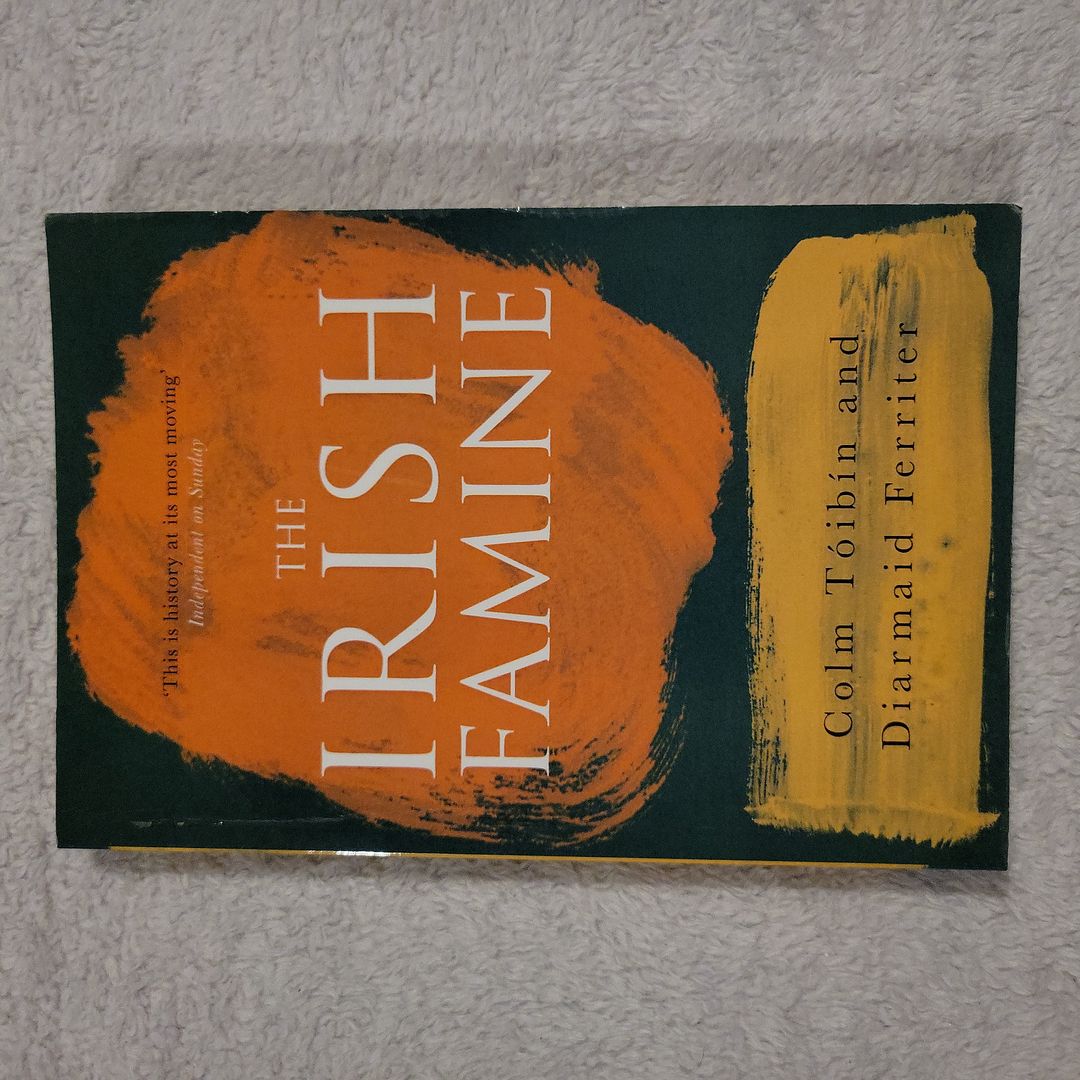 ‘This is history at its most moving’
Independent on Sunday
THE
IRISH
FAMINE
Colm Tóibín and
Diarmaid Ferriter